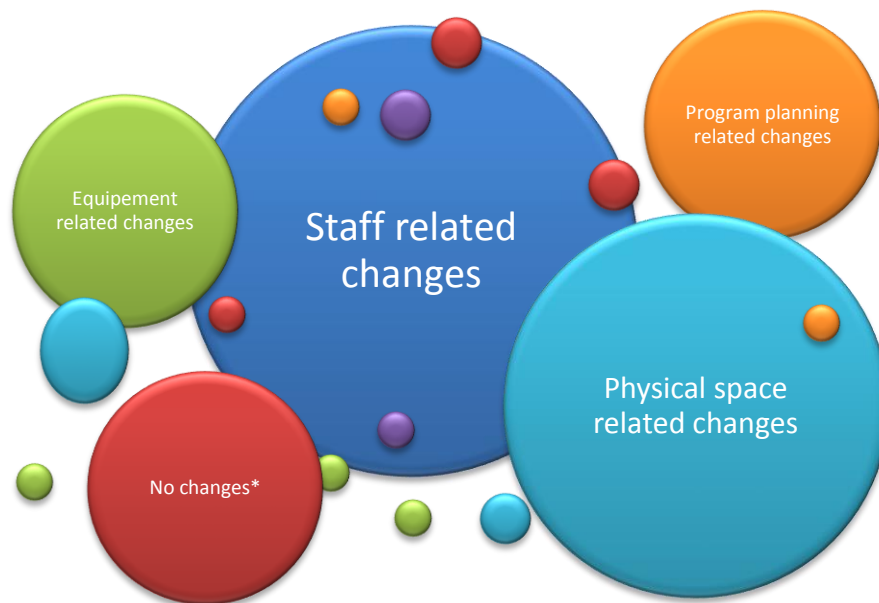 Program planning
related changes
Equipement
related changes
Staff related
changes
Physical space
related changes
No changes*